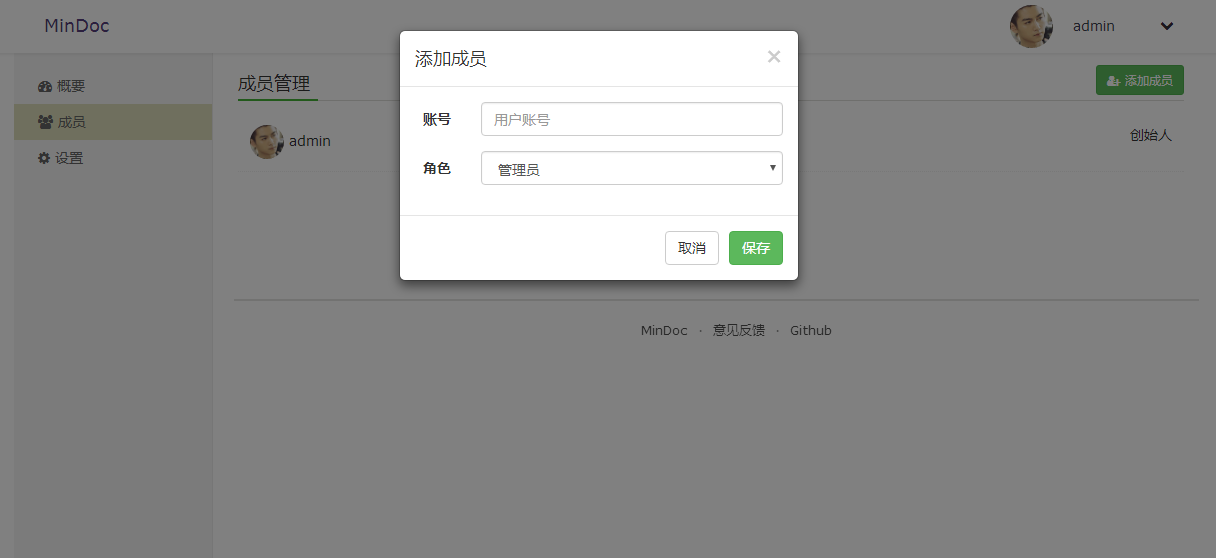 MinDoc
admin
概要
成员
设置
成员管理
添加成员
admin
创始人
添加成员
×
账号
用户账号
角色
管理员
取消
保存
MinDoc · 意见反馈 · Github